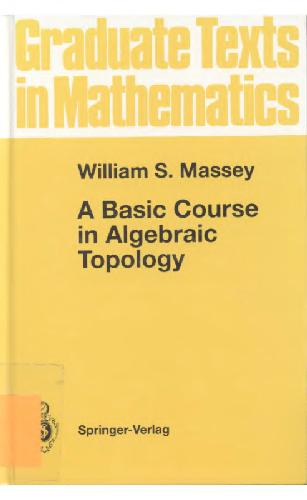 Graduate Texts
in Mathematics
William S. Massey
A Basic Course
in Algebraic
Topology
Springer-Verlag